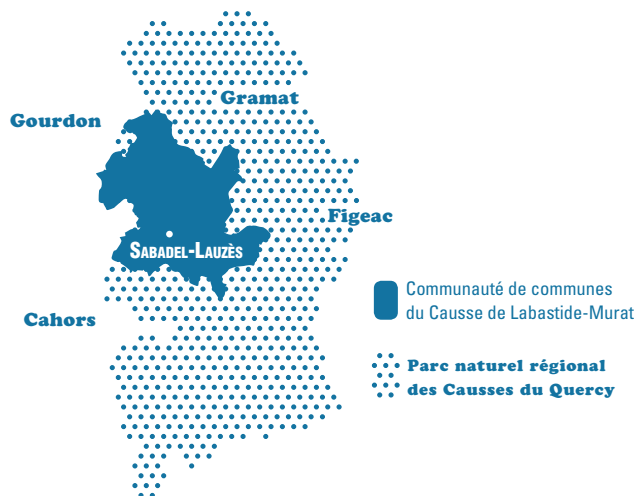 Gramat
Gourdon
Figeac
SABADEL-LAUZÈS
Cahors
Communauté de communes
du Causse de Labastide-Murat
Parc naturel régional
des Causses du Quercy